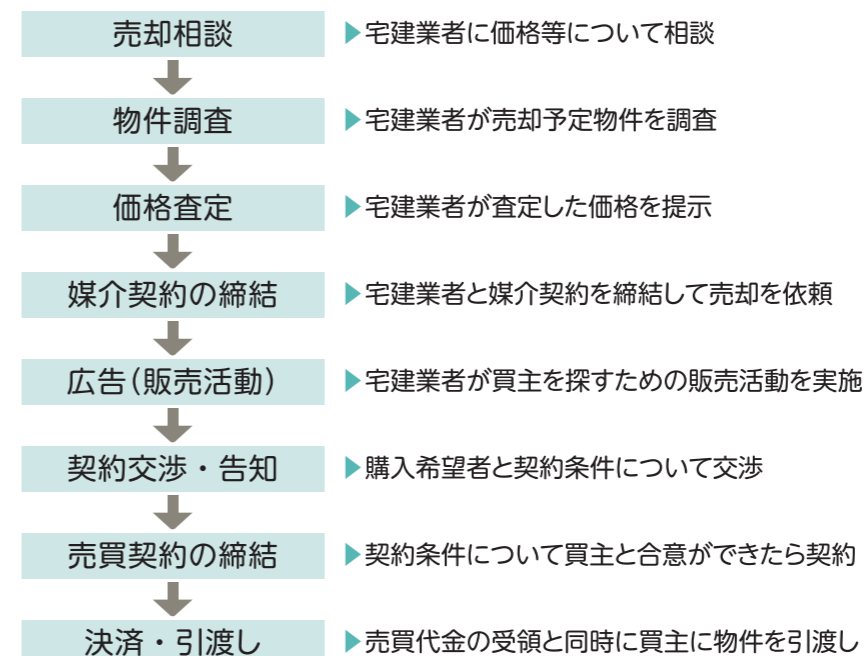 売却相談
▶宅建業者に価格等について相談
物件調査
▶宅建業者が売却予定物件を調査
価格査定
▶宅建業者が査定した価格を提示
媒介契約の締結
▶宅建業者と媒介契約を締結して売却を依頼
広告(販売活動)
▶宅建業者が買主を探すための販売活動を実施
契約交渉・告知
▶購入希望者と契約条件について交渉
売買契約の締結
▶契約条件について買主と合意ができたら契約
決済・引渡し
▶売買代金の受領と同時に買主に物件を引渡し